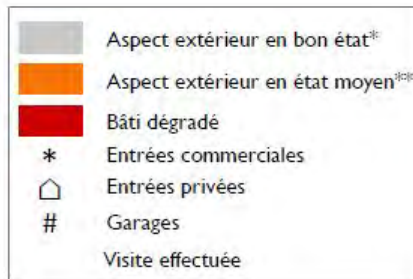 Aspect extérieur en bon état*
Aspect extérieur en état moyen**
Bâti dégradé
* Entrées commerciales
⌂ Entrées privées
# Garages
Visite effectuée